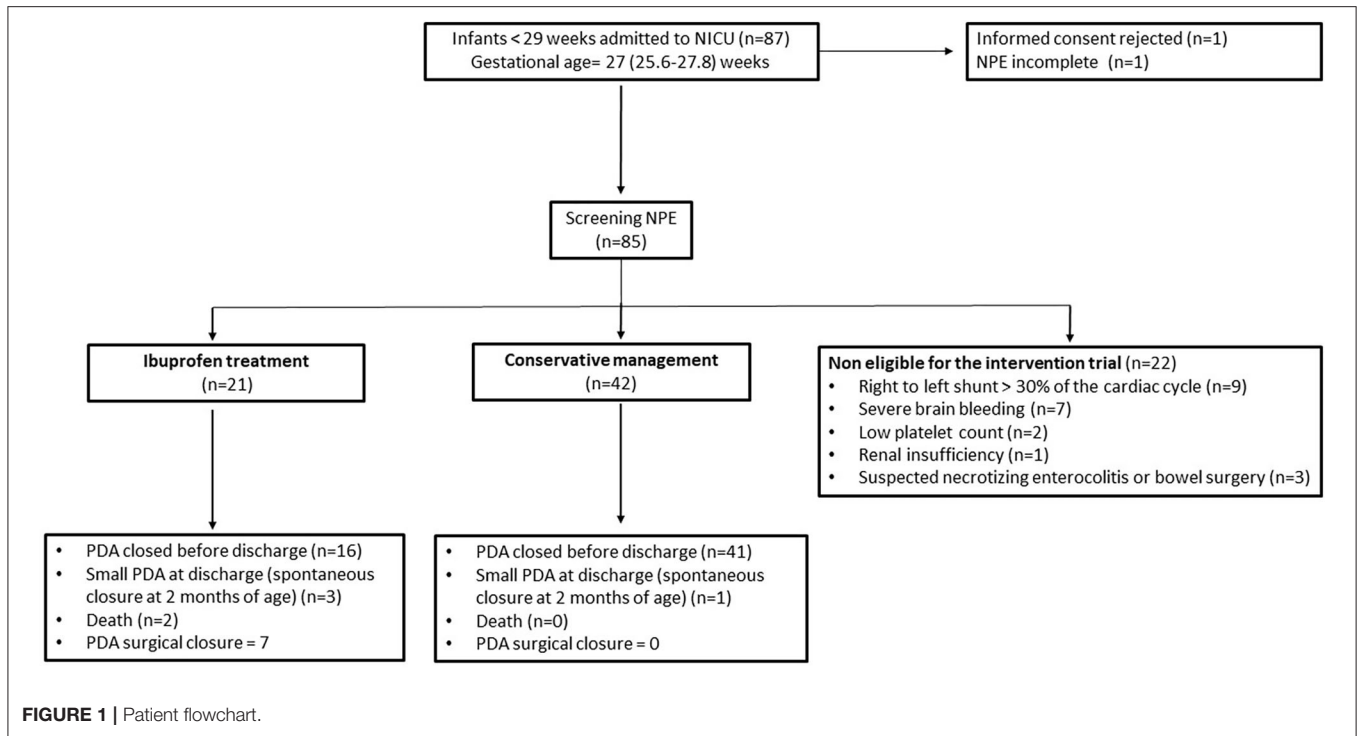 Infants < 29 weeks admitted to NICU (n=87)
Gestational age= 27 (25.6-27.8) weeks
Informed consent rejected (n=1)
NPE incomplete (n=1)
Screening NPE
(n=85)
Ibuprofen treatment
(n=21)
Conservative management
(n=42)
Non eligible for the intervention trial (n=22)
• Right to left shunt > 30% of the cardiac cycle (n=9)
• Severe brain bleeding (n=7)
• Low platelet count (n=2)
• Renal insufficiency (n=1)
• Suspected necrotizing enterocolitis or bowel surgery (n=3)
• PDA closed before discharge (n=16)
• Small PDA at discharge (spontaneous
closure at 2 months of age) (n=3)
• Death (n=2)
• PDA surgical closure = 7
• PDA closed before discharge (n=41)
• Small PDA at discharge (spontaneous
closure at 2 months of age) (n=1)
• Death (n=0)
• PDA surgical closure = 0
FIGURE 1 | Patient flowchart.